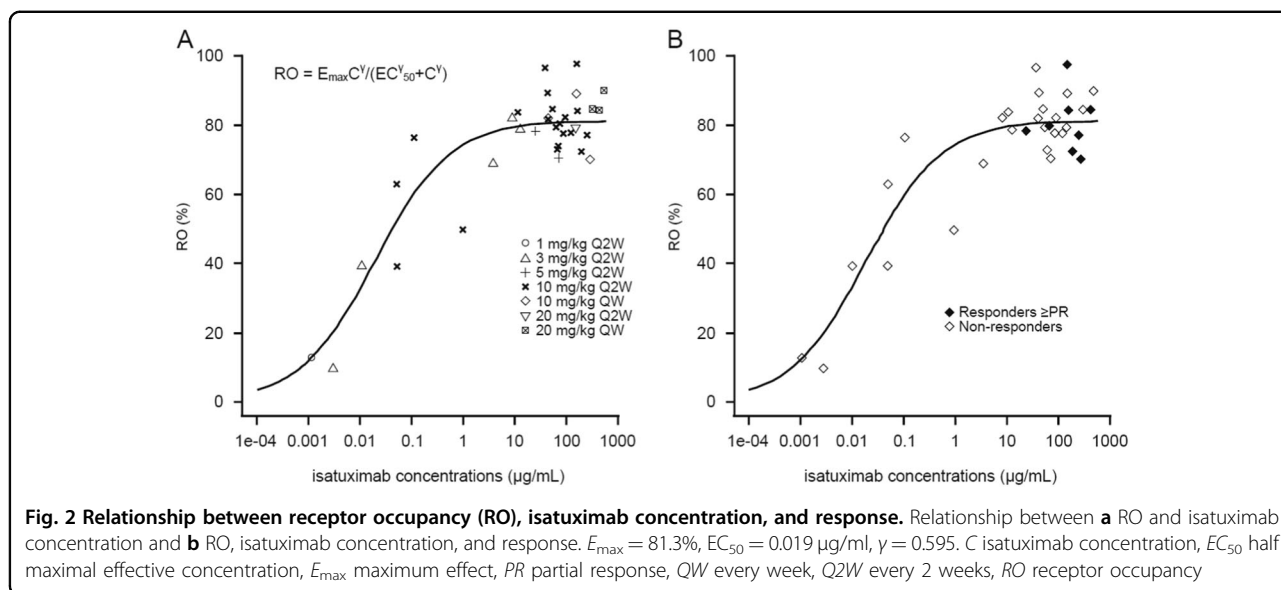 A
RO = EmaxC^γ/(EC^γ50+C^γ)
100
80
60
40
20
0
RO (%)
1e-04 0.001 0.01 0.1 1 10 100 1000
isatuximab concentrations (µg/mL)
1 mg/kg Q2W
3 mg/kg Q2W
5 mg/kg Q2W
10 mg/kg Q2W
10 mg/kg QW
20 mg/kg Q2W
20 mg/kg QW
B
100
80
60
40
20
0
RO (%)
1e-04 0.001 0.01 0.1 1 10 100 1000
isatuximab concentrations (µg/mL)
Responders ≥PR
Non-responders
Fig. 2 Relationship between receptor occupancy (RO), isatuximab concentration, and response. Relationship between a RO and isatuximab
concentration and b RO, isatuximab concentration, and response. Emax = 81.3%, EC50 = 0.019 µg/ml, γ = 0.595. C isatuximab concentration, EC50 half
maximal effective concentration, Emax maximum effect, PR partial response, QW every week, Q2W every 2 weeks, RO receptor occupancy